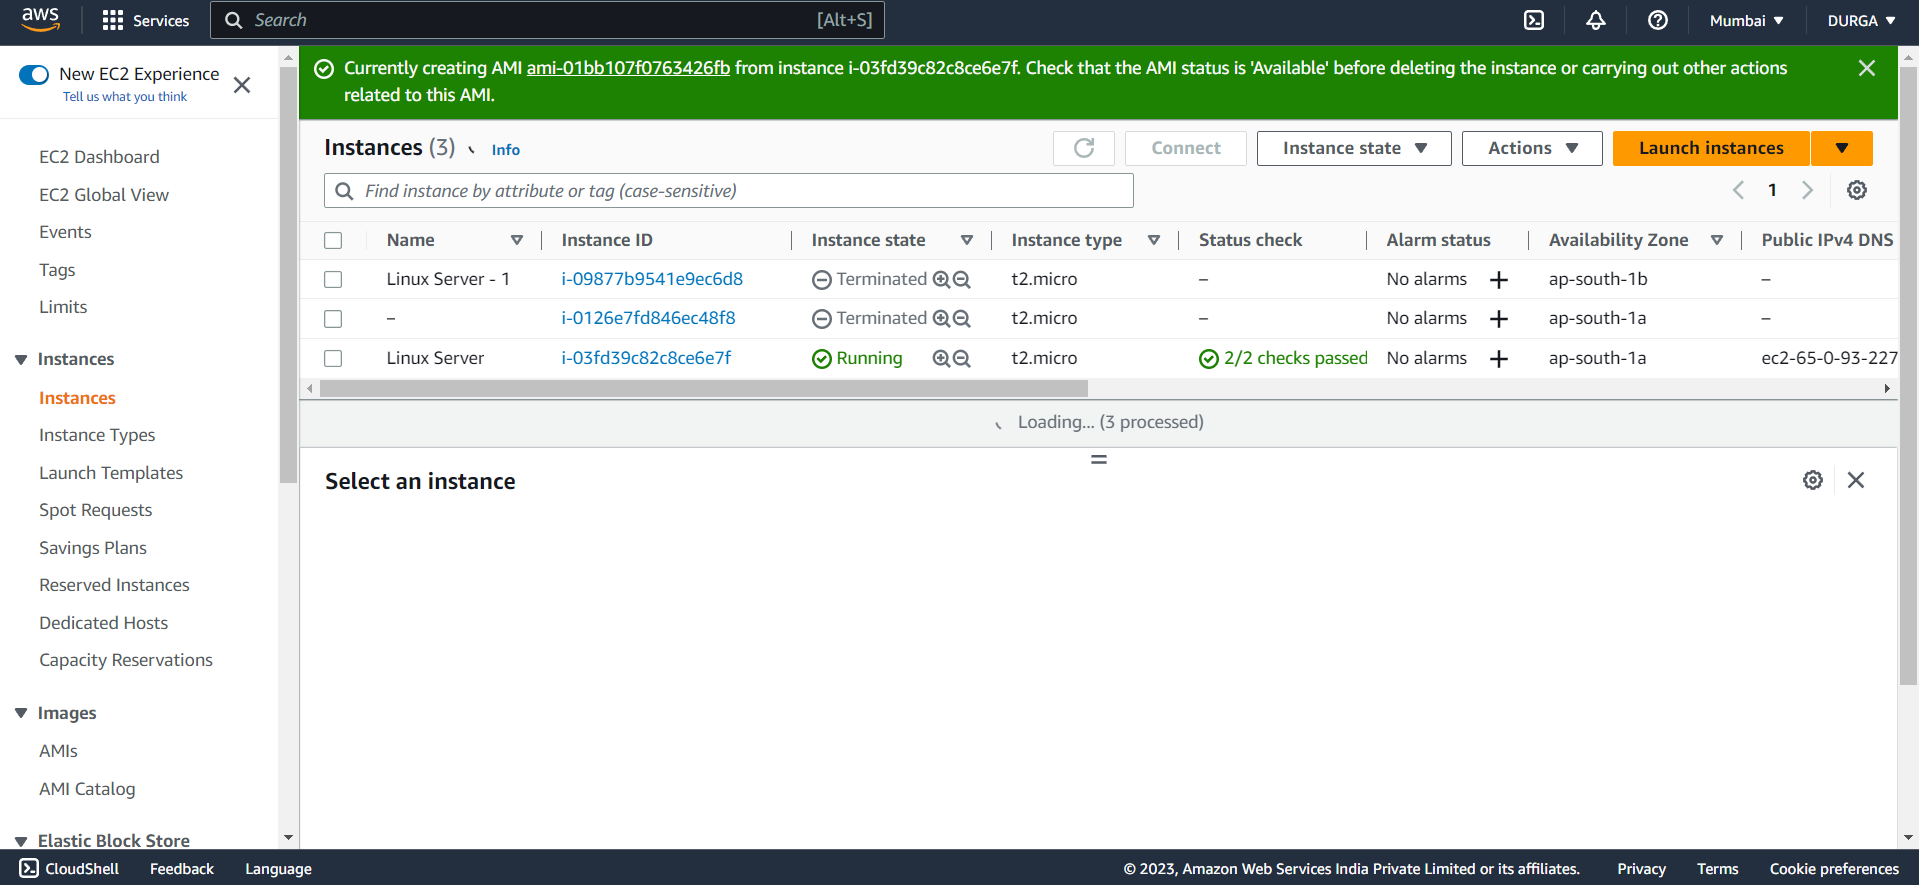 aws
Services
Search
[Alt+S]
Mumbai ▼
DURGA ▼
New EC2 Experience
Tell us what you think
EC2 Dashboard
EC2 Global View
Events
Tags
Limits
Instances
Instances
Instance Types
Launch Templates
Spot Requests
Savings Plans
Reserved Instances
Dedicated Hosts
Capacity Reservations
Images
AMIs
AMI Catalog
Elastic Block Store
Currently creating AMI ami-01bb107f0763426fb from instance i-03fd39c82c8ce6e7f. Check that the AMI status is 'Available' before deleting the instance or carrying out other actions
related to this AMI.
Instances (3) Info
Connect
Instance state ▼
Actions ▼
Launch instances ▼
Find instance by attribute or tag (case-sensitive)
1
Name Instance ID Instance state Instance type Status check Alarm status Availability Zone Public IPv4 DNS
Linux Server - 1 i-09877b9541e9ec6d8 Terminated t2.micro – No alarms + ap-south-1b –
– i-0126e7fd846ec48f8 Terminated t2.micro – No alarms + ap-south-1a –
Linux Server i-03fd39c82c8ce6e7f Running t2.micro 2/2 checks passed No alarms + ap-south-1a ec2-65-0-93-227
Loading... (3 processed)
Select an instance
CloudShell Feedback Language
© 2023, Amazon Web Services India Private Limited or its affiliates. Privacy Terms Cookie preferences